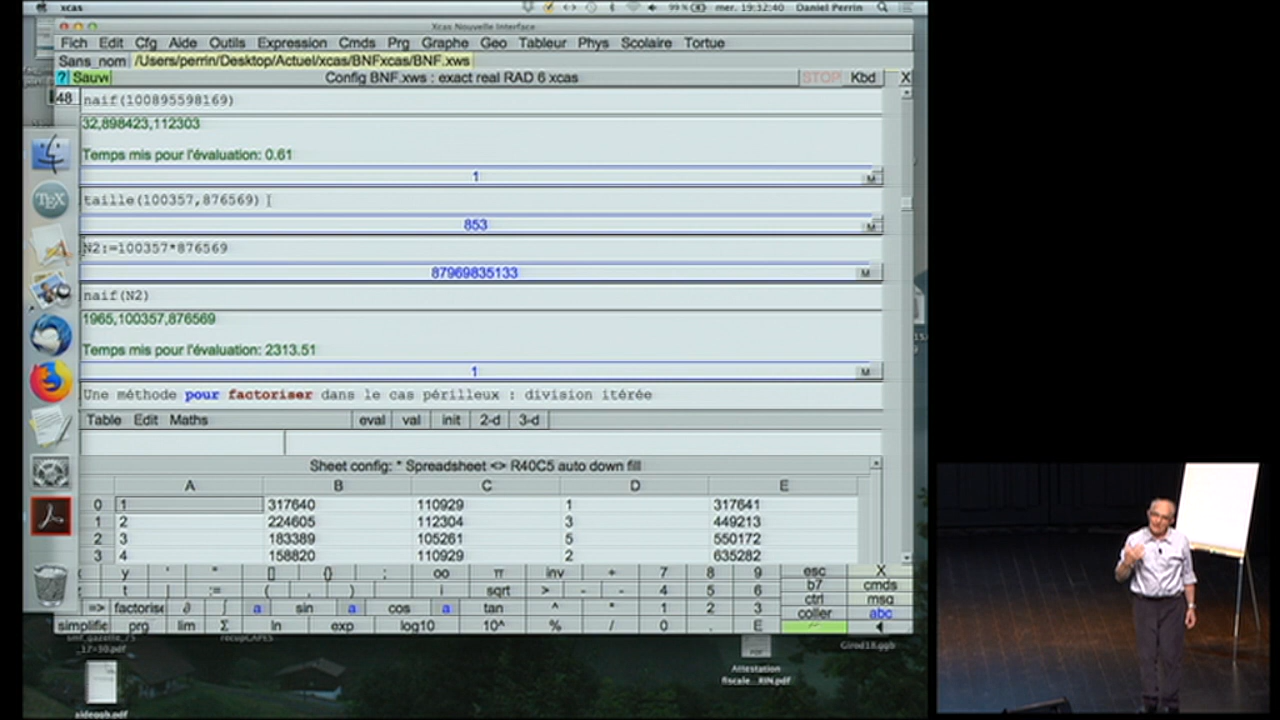 xcas 99% mer. 19:32:40 Daniel Perrin
Xcas Nouvelle Interface
Fich Edit Cfg Aide Outils Expression Cmds Prg Graphe Geo Tableur Phys Scolaire Tortue
Sans_nom /Users/perrin/Desktop/Actuel/xcas/BNFxcas/BNF.xws
? Sauve Config BNF.xws : exact real RAD 6 xcas STOP Kbd X
48 naif(100895598169)
32,898423,112303
Temps mis pour l'évaluation: 0.61
1 M
taille(100357,876569)
853 M
N2:=100357*876569
87969835133 M
naif(N2)
1965,100357,876569
Temps mis pour l'évaluation: 2313.51
1 M
Une méthode pour factoriser dans le cas périlleux : division itérée
Table Edit Maths eval val init 2-d 3-d
Sheet config: * Spreadsheet <> R40C5 auto down fill
A B C D E
0 1 317640 110929 1 317641
1 2 224605 112304 3 449213
2 3 183389 105261 5 550172
3 4 158820 110929 2 635282
y ' " [] {} ; oo π inv + 7 8 9 esc X
t := ( , ) i sqrt > - - 4 5 6 b7 cmds
ctrl msg
=> factorise ∂ ∫ a sin a cos a tan ^ * 1 2 3 coller abc
simplifie prg lim Σ ln exp log10 10^ % / 0 . E
smf_gazette_75
_17=30.pdf
recupCAPES
Girod18.ggb
PDF
Attestation
fiscale...RIN.pdf
TEX